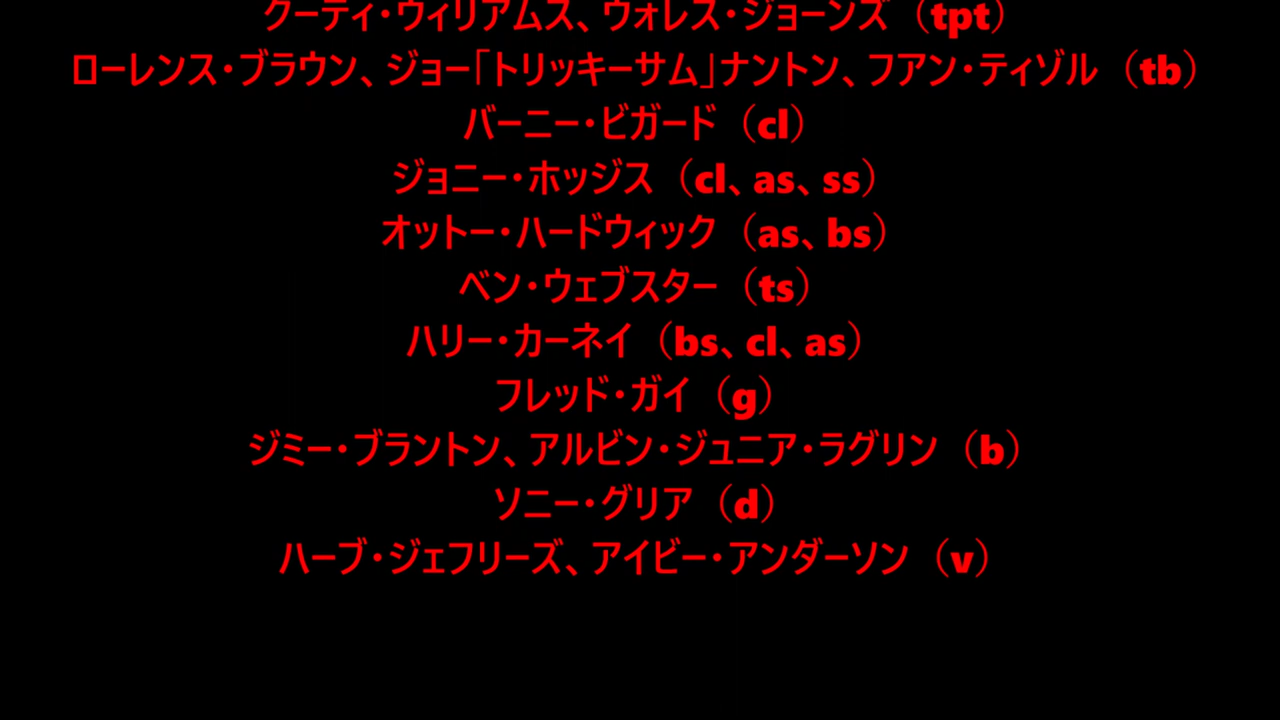 クーティ・ウィリアムス、ウォレス・ジョーンズ（tpt）
ローレンス・ブラウン、ジョー「トリッキーサム」ナントン、フアン・ティゾル（tb）
バーニー・ビガード（cl）
ジョニー・ホッジス（cl、as、ss）
オットー・ハードウィック（as、bs）
ベン・ウェブスター（ts）
ハリー・カーネイ（bs、cl、as）
フレッド・ガイ（g）
ジミー・ブラントン、アルビン・ジュニア・ラグリン（b）
ソニー・グリア（d）
ハーブ・ジェフリーズ、アイビー・アンダーソン（v）